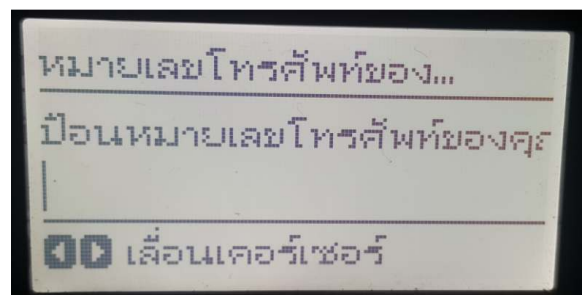 หมายเลขโทรศัพท์ของ...
ป้อนหมายเลขโทรศัพท์ของคุณ
เลื่อนเคอร์เซอร์